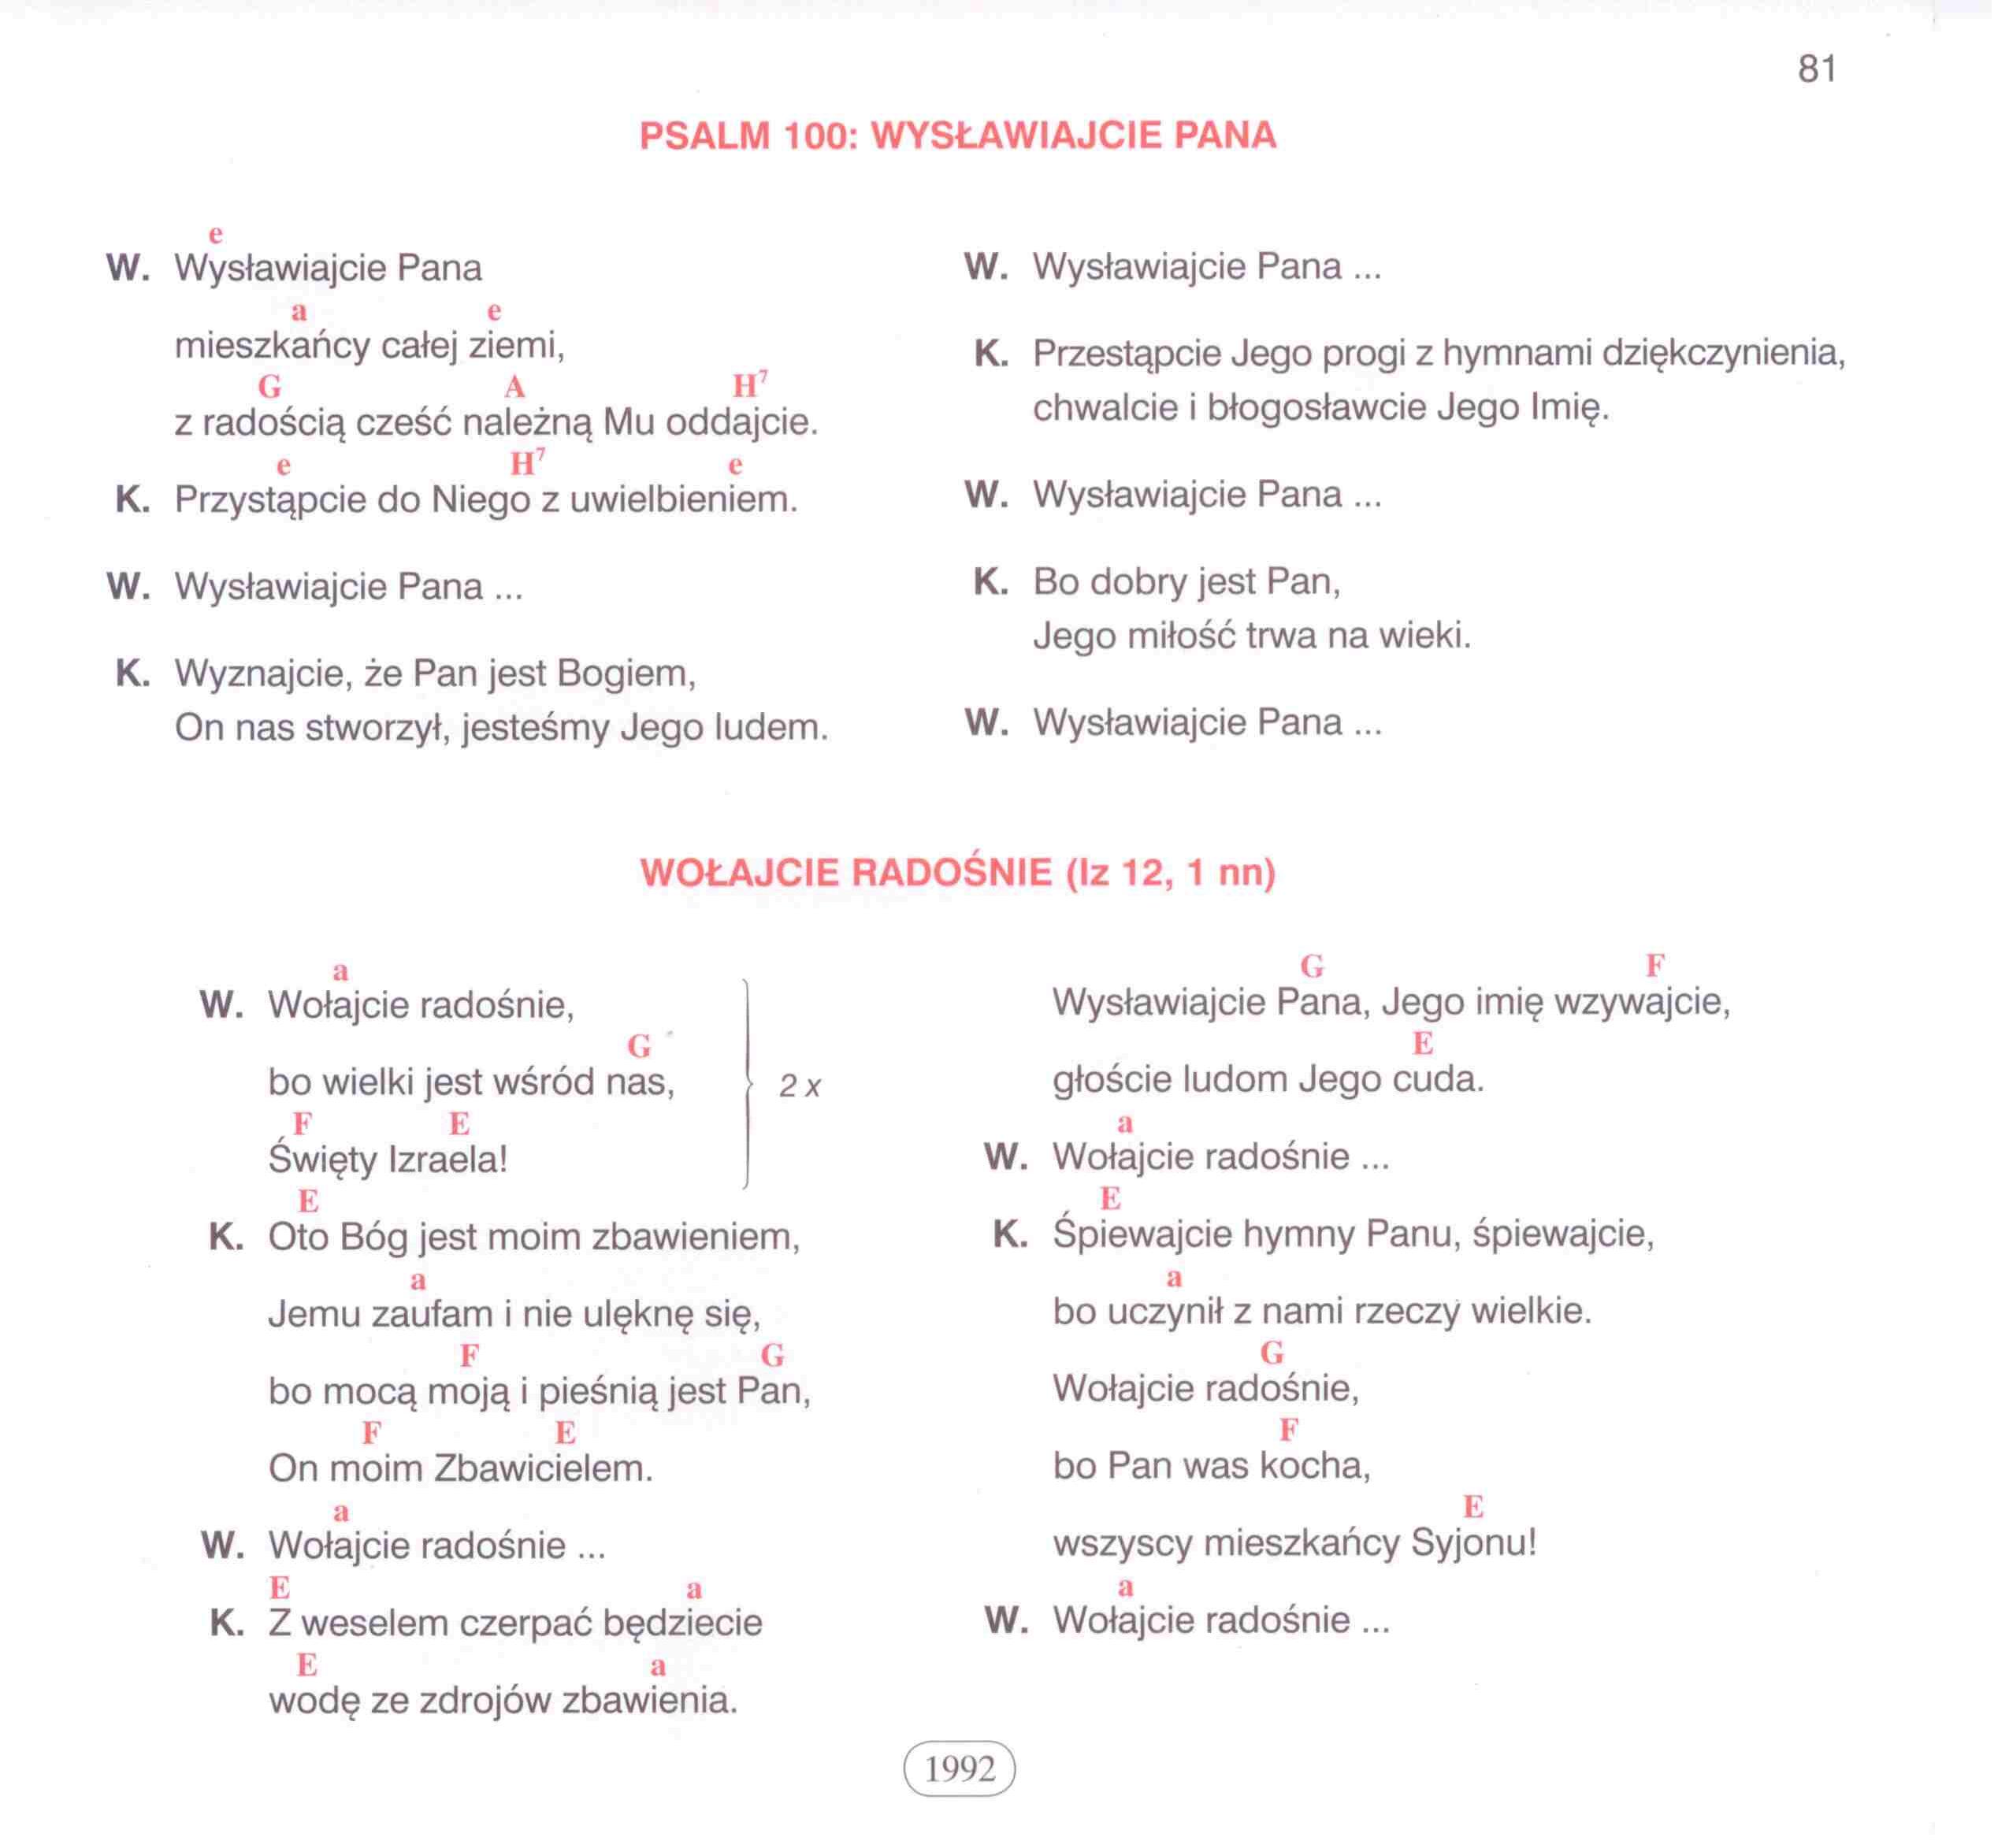 81
PSALM 100: WYSŁAWIAJCIE PANA
e
W. Wysławiajcie Pana
a e
mieszkańcy całej ziemi,
G A H7
z radością cześć należną Mu oddajcie.
e H7 e
K. Przystąpcie do Niego z uwielbieniem.
W. Wysławiajcie Pana ...
K. Wyznajcie, że Pan jest Bogiem,
On nas stworzył, jesteśmy Jego ludem.
W. Wysławiajcie Pana ...
K. Przestąpcie Jego progi z hymnami dziękczynienia,
chwalcie i błogosławcie Jego Imię.
W. Wysławiajcie Pana ...
K. Bo dobry jest Pan,
Jego miłość trwa na wieki.
W. Wysławiajcie Pana ...
WOŁAJCIE RADOŚNIE (Iz 12, 1 nn)
a
W. Wołajcie radośnie,
G
bo wielki jest wśród nas,
2 x
F E
Święty Izraela!
E
K. Oto Bóg jest moim zbawieniem,
a
Jemu zaufam i nie ulęknę się,
F G
bo mocą moją i pieśnią jest Pan,
F E
On moim Zbawicielem.
a
W. Wołajcie radośnie ...
E a
K. Z weselem czerpać będziecie
E a
wodę ze zdrojów zbawienia.
G F
Wysławiajcie Pana, Jego imię wzywajcie,
E
głoście ludom Jego cuda.
a
W. Wołajcie radośnie ...
E
K. Śpiewajcie hymny Panu, śpiewajcie,
a
bo uczynił z nami rzeczy wielkie.
G
Wołajcie radośnie,
F
bo Pan was kocha,
E
wszyscy mieszkańcy Syjonu!
a
W. Wołajcie radośnie ...
1992